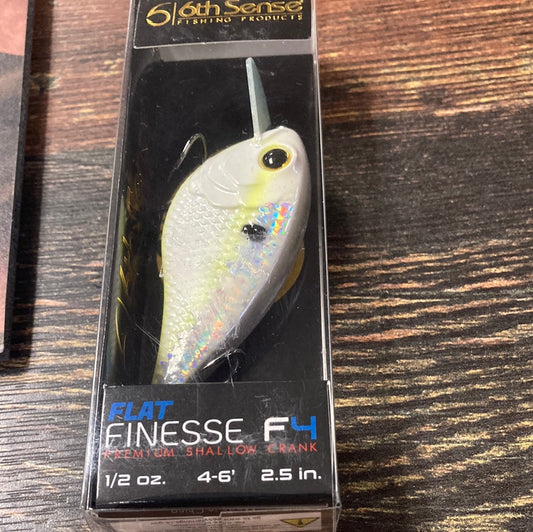 6th Sense®
FISHING PRODUCTS
FLAT
FINESSE F4
PREMIUM SHALLOW CRANK
1/2 oz. 4-6' 2.5 in.